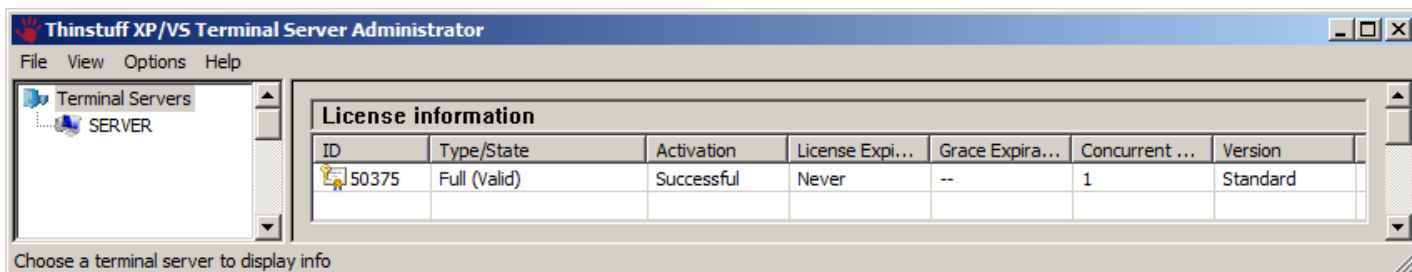 Thinstuff XP/VS Terminal Server Administrator
File View Options Help
Terminal Servers
SERVER
License information
ID Type/State Activation License Expi... Grace Expira... Concurrent ... Version
50375 Full (Valid) Successful Never -- 1 Standard
Choose a terminal server to display info